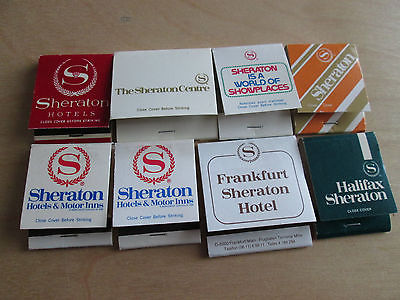 S
Sheraton
HOTELS
CLOSE COVER BEFORE STRIKING
S
The Sheraton Centre
Close Cover Before Striking
S
SHERATON
IS A WORLD OF
SHOWPLACES
S
Sheraton
Close
S
Sheraton
Hotels & Motor Inns
Close Cover Before Striking
S
Sheraton
Hotels & Motor Inns
Close Cover Before Striking
S
Frankfurt
Sheraton
Hotel
S
Halifax
Sheraton
CLOSE COVER